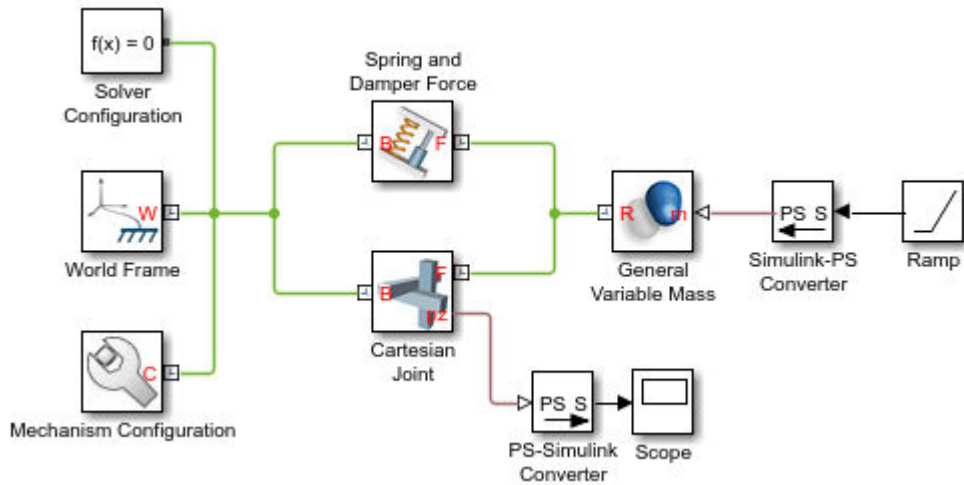 f(x) = 0
Solver
Configuration
Spring and
Damper Force
B
F
W
World Frame
R
m
General
Variable Mass
PS S
Simulink-PS
Converter
Ramp
B
F
pz
Cartesian
Joint
C
Mechanism Configuration
PS S
PS-Simulink
Converter
Scope